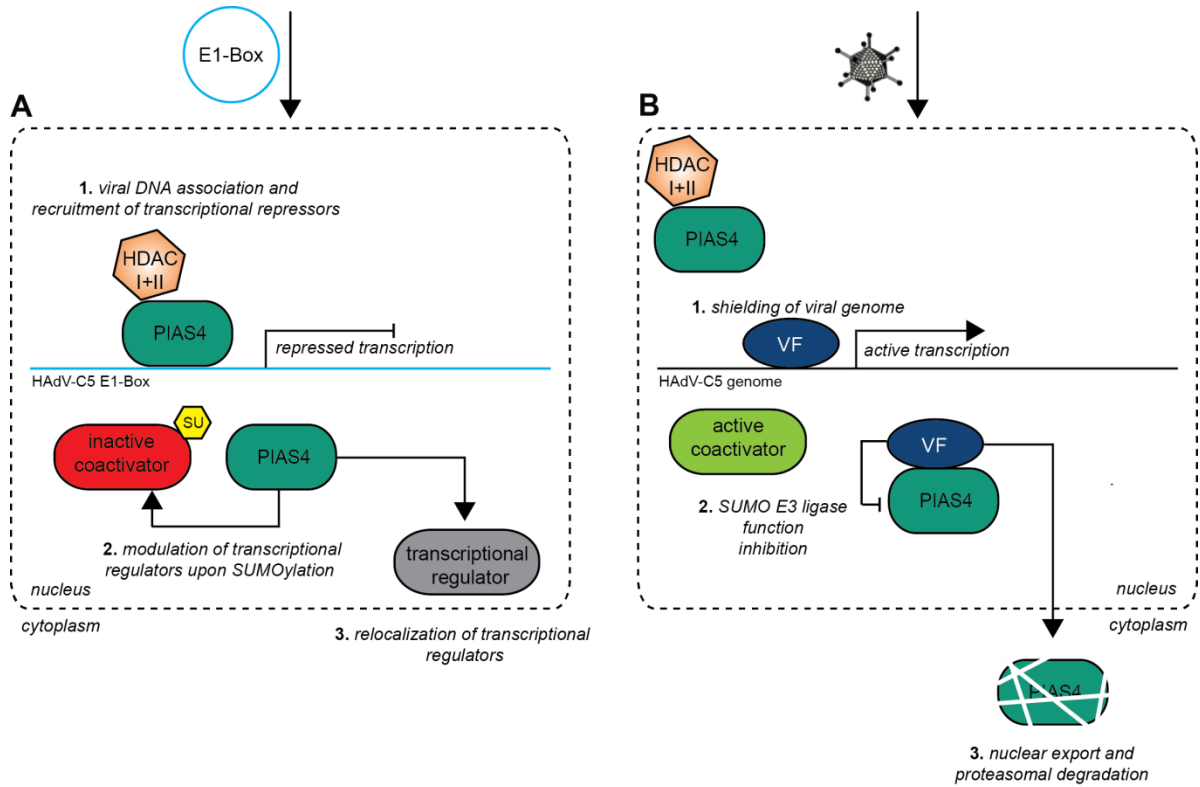 E1-Box
A
1. viral DNA association and
recruitment of transcriptional repressors
HDAC
I+II
PIAS4
repressed transcription
HAdV-C5 E1-Box
SU
inactive
coactivator
PIAS4
2. modulation of transcriptional
regulators upon SUMOylation
transcriptional
regulator
nucleus
cytoplasm
3. relocalization of transcriptional
regulators
B
HDAC
I+II
PIAS4
1. shielding of viral genome
VF
active transcription
HAdV-C5 genome
active
coactivator
VF
PIAS4
2. SUMO E3 ligase
function
inhibition
nucleus
cytoplasm
PIAS4
3. nuclear export and
proteasomal degradation